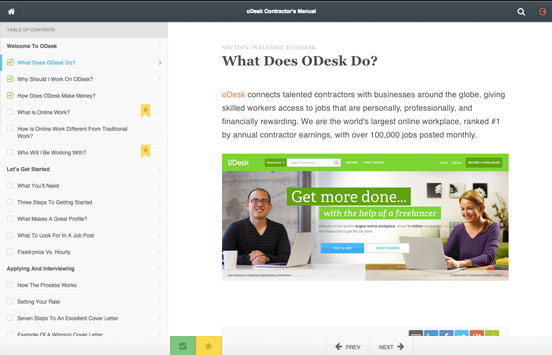 oDesk Contractor's Manual
TABLE OF CONTENTS
Welcome To ODesk
What Does ODesk Do?
Why Should I Work On ODesk?
How Does ODesk Make Money?
What Is Online Work?
How Is Online Work Different From Traditional
Work?
Who Will I Be Working With?
Let's Get Started
What You'll Need
Three Steps To Getting Started
What Makes A Great Profile?
What To Look For In A Job Post
Fixed-price Vs. Hourly
Applying And Interviewing
How The Process Works
Setting Your Rate
Seven Steps To An Excellent Cover Letter
Example Of A Winning Cover Letter
SECTION: WELCOME TO ODESK
What Does ODesk Do?
oDesk connects talented contractors with businesses around the globe, giving
skilled workers access to jobs that are personally, professionally, and
financially rewarding. We are the world's largest online workplace, ranked #1
by annual contractor earnings, with over 100,000 jobs posted monthly.
oDesk
Get more done...
with the help of a freelancer
POST A JOB
HOW IT WORKS
PREV
NEXT